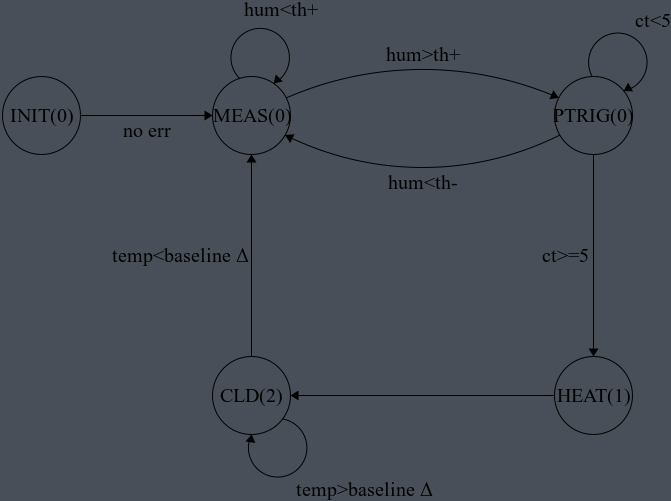 hum<th+
ct<5
hum>th+
INIT(0)
MEAS(0)
PTRIG(0)
no err
hum<th-
temp<baseline Δ
ct>=5
CLD(2)
HEAT(1)
temp>baseline Δ